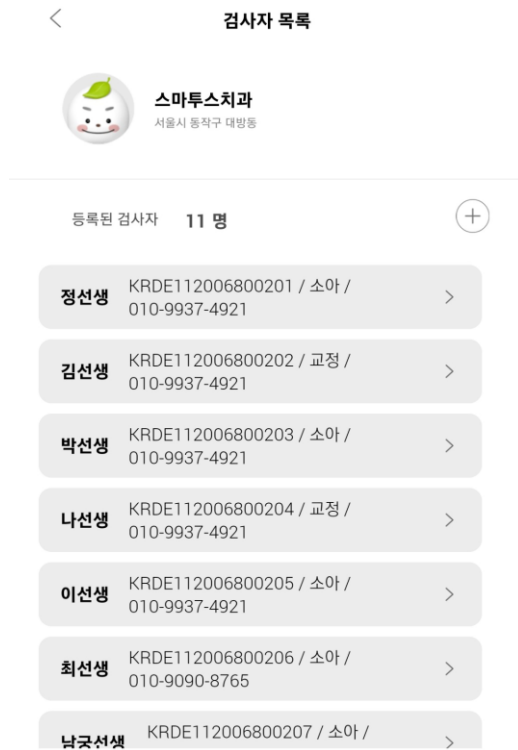 검사자 목록
스마투스치과
서울시 동작구 대방동
등록된 검사자 11 명
정선생 KRDE112006800201 / 소아 /
010-9937-4921
김선생 KRDE112006800202 / 교정 /
010-9937-4921
박선생 KRDE112006800203 / 소아 /
010-9937-4921
나선생 KRDE112006800204 / 교정 /
010-9937-4921
이선생 KRDE112006800205 / 소아 /
010-9937-4921
최선생 KRDE112006800206 / 소아 /
010-9090-8765
남궁선생 KRDE112006800207 / 소아 /